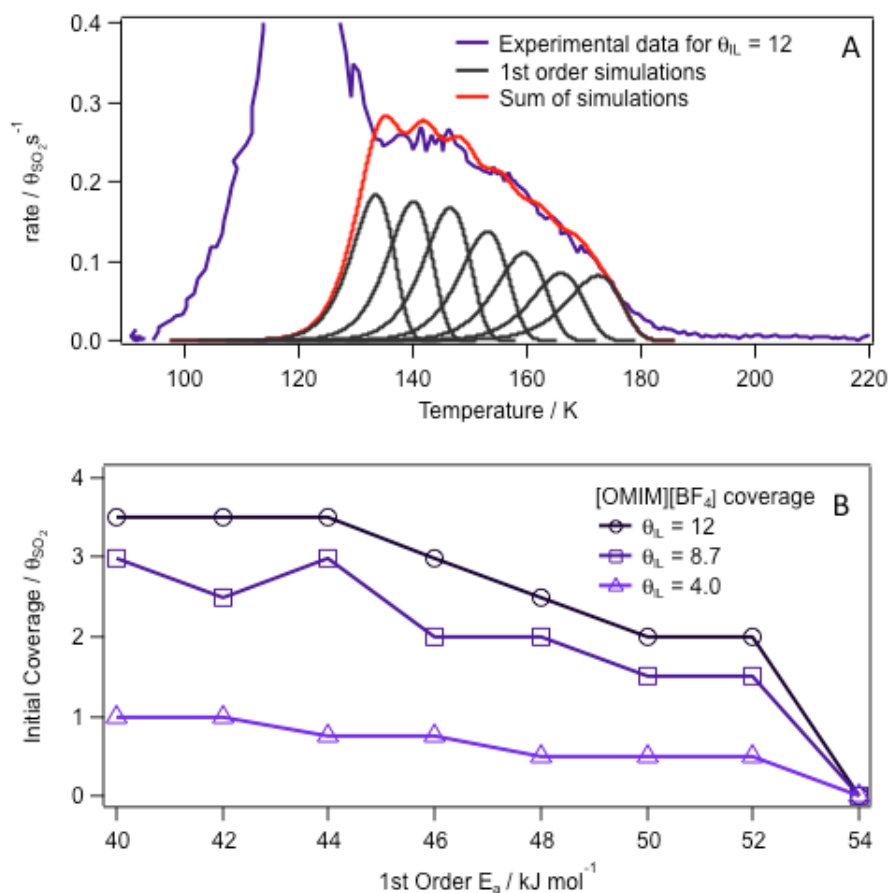 0.4
0.3
0.2
0.1
0.0
rate / θSO₂s⁻¹
Experimental data for θIL = 12
1st order simulations
Sum of simulations
A
100 120 140 160 180 200 220
Temperature / K
4
3
2
1
0
Initial Coverage / θSO₂
[OMIM][BF₄] coverage
θIL = 12
θIL = 8.7
θIL = 4.0
B
40 42 44 46 48 50 52 54
1st Order Eₐ / kJ mol⁻¹